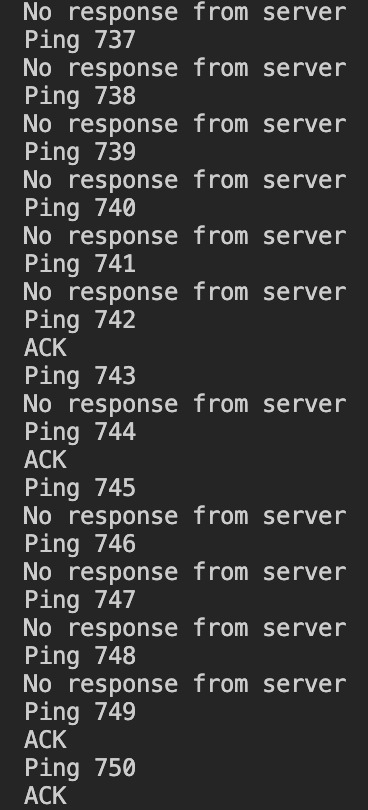 No response from server
Ping 737
No response from server
Ping 738
No response from server
Ping 739
No response from server
Ping 740
No response from server
Ping 741
No response from server
Ping 742
ACK
Ping 743
No response from server
Ping 744
ACK
Ping 745
No response from server
Ping 746
No response from server
Ping 747
No response from server
Ping 748
No response from server
Ping 749
ACK
Ping 750
ACK